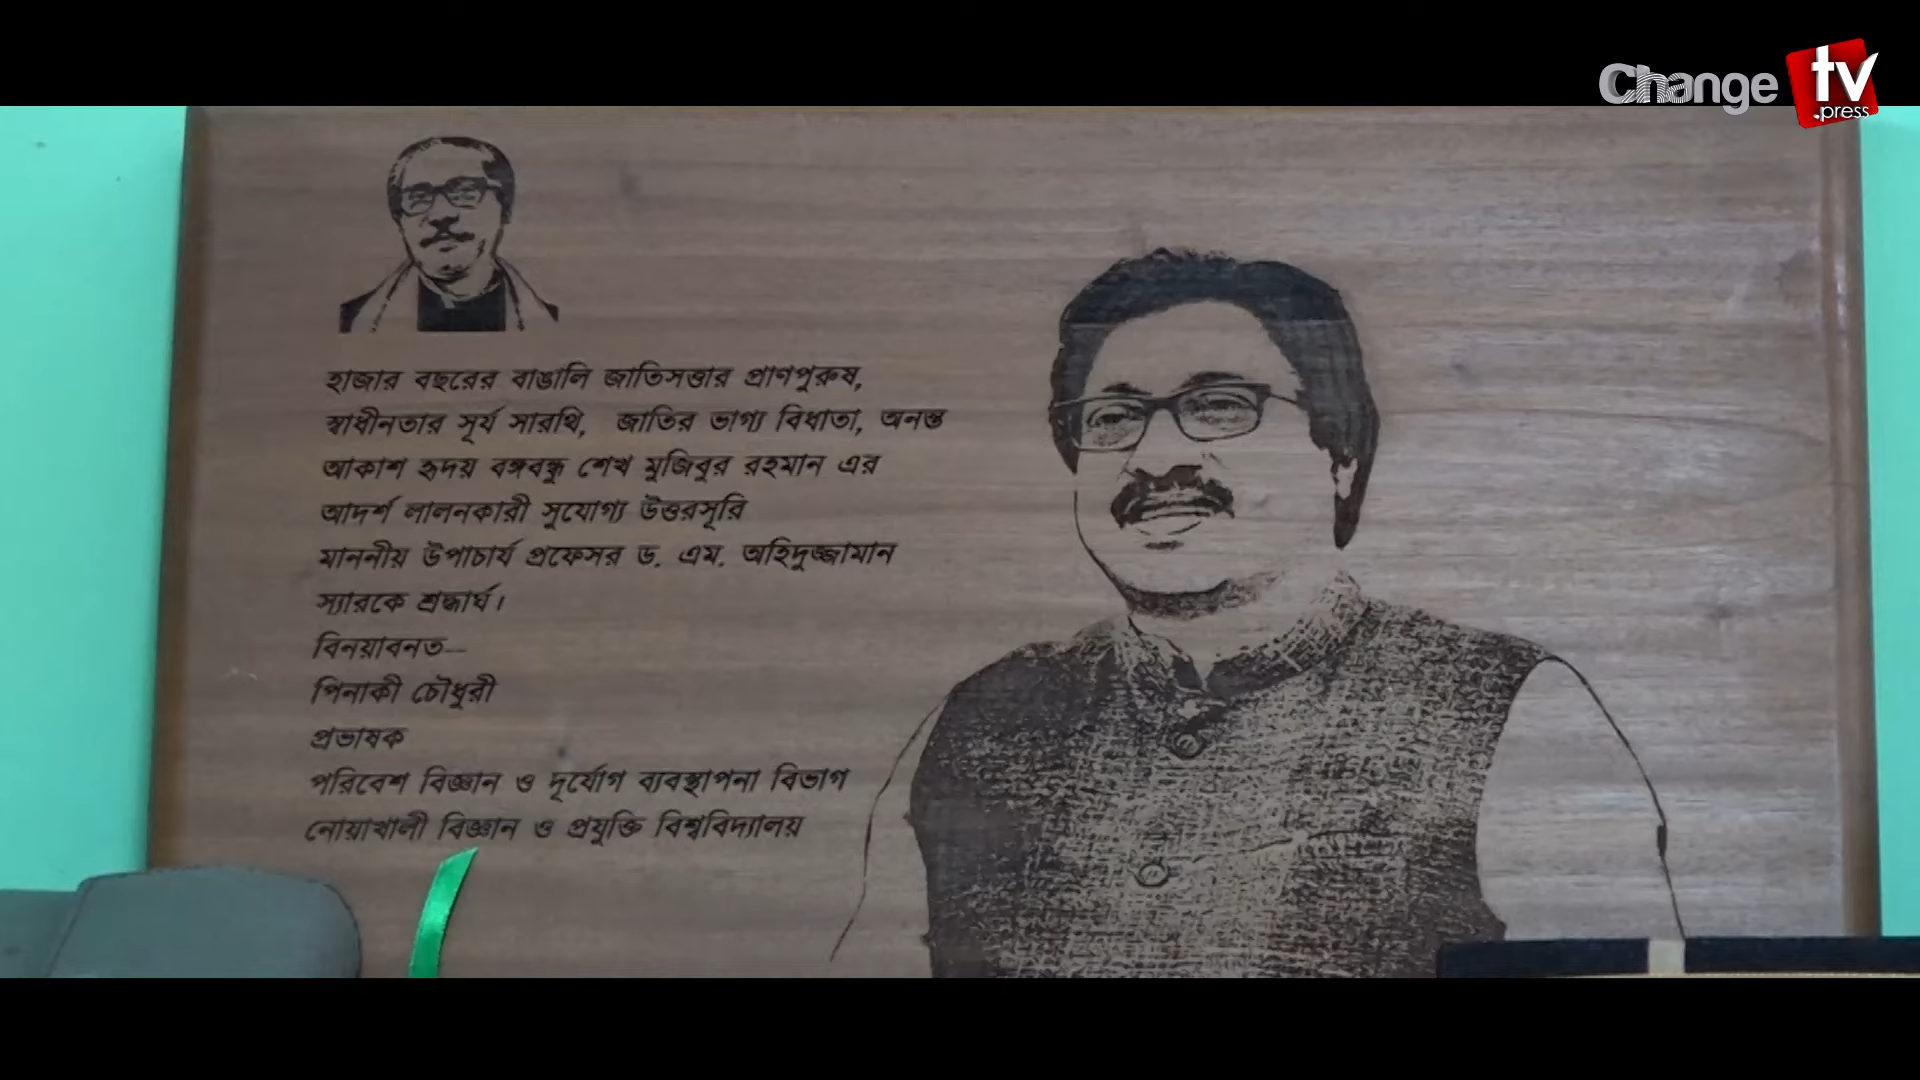 Change tv
.press
হাজার বছরের বাঙালি জাতিসত্তার প্রাণপুরুষ,
স্বাধীনতার সূর্য সারথি, জাতির ভাগ্য বিধাতা, অনন্ত
আকাশ হৃদয় বঙ্গবন্ধু শেখ মুজিবুর রহমান এর
আদর্শ লালনকারী সুযোগ্য উত্তরসূরি
মাননীয় উপাচার্য প্রফেসর ড. এম. অহিদুজ্জামান
স্যারকে শ্রদ্ধার্ঘ।
বিনয়াবনত--
পিনাকী চৌধুরী
প্রভাষক
পরিবেশ বিজ্ঞান ও দূর্যোগ ব্যবস্থাপনা বিভাগ
নোয়াখালী বিজ্ঞান ও প্রযুক্তি বিশ্ববিদ্যালয়